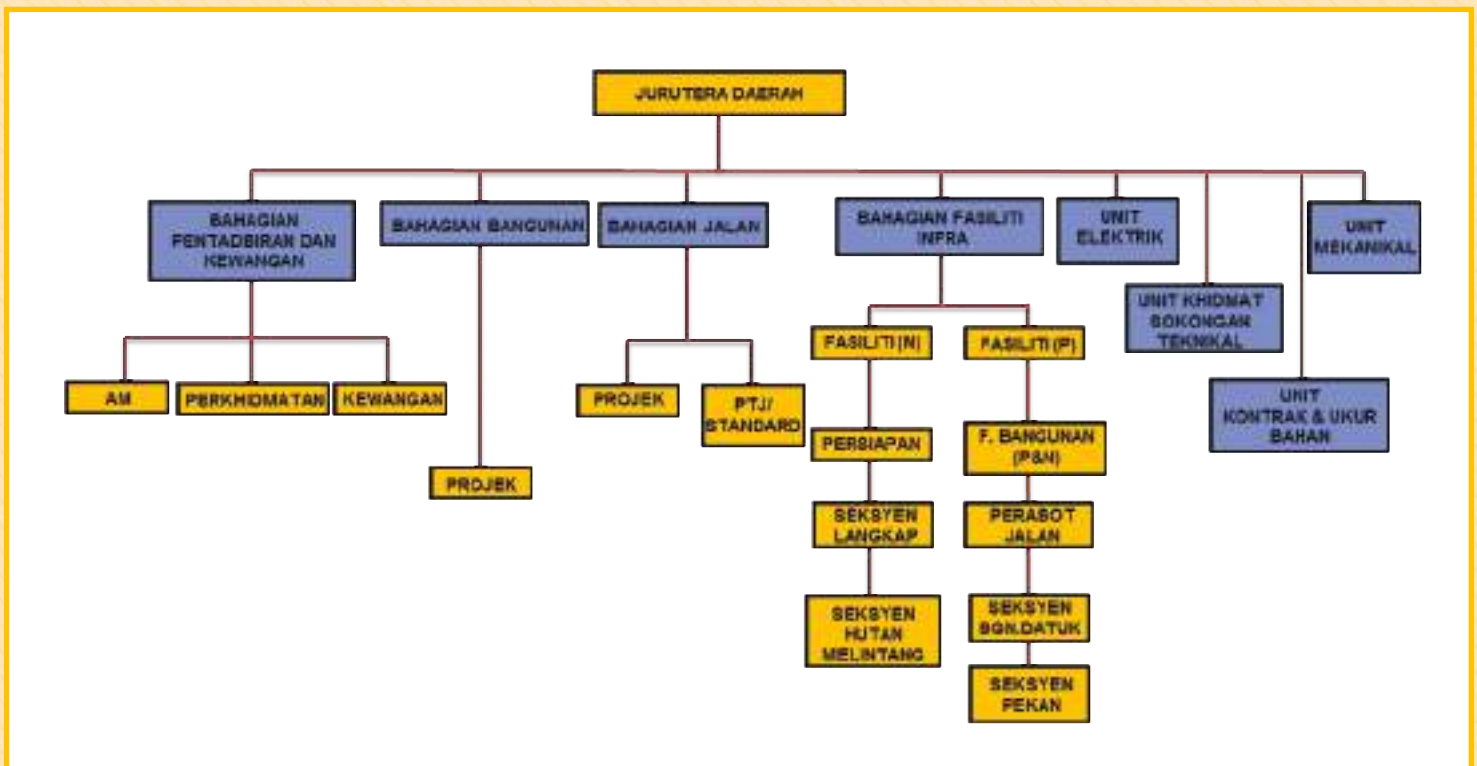 JURUTERA DAERAH
BAHAGIAN
PENTADBIRAN DAN
KEWANGAN
BAHAGIAN BANGUNAN
BAHAGIAN JALAN
BAHAGIAN FASILITI
INFRA
UNIT
ELEKTRIK
UNIT
MEKANIKAL
UNIT KHIDMAT
SOKONGAN
TEKNIKAL
UNIT
KONTRAK & UKUR
BAHAN
AM
PERKHIDMATAN
KEWANGAN
PROJEK
PROJEK
PTJ/
STANDARD
FASILITI (N)
PERSIAPAN
SEKSYEN
LANGKAP
SEKSYEN
HUTAN
MELINTANG
FASILITI (P)
F. BANGUNAN
(P&N)
PERABOT
JALAN
SEKSYEN
BGN.DATUK
SEKSYEN
PEKAN